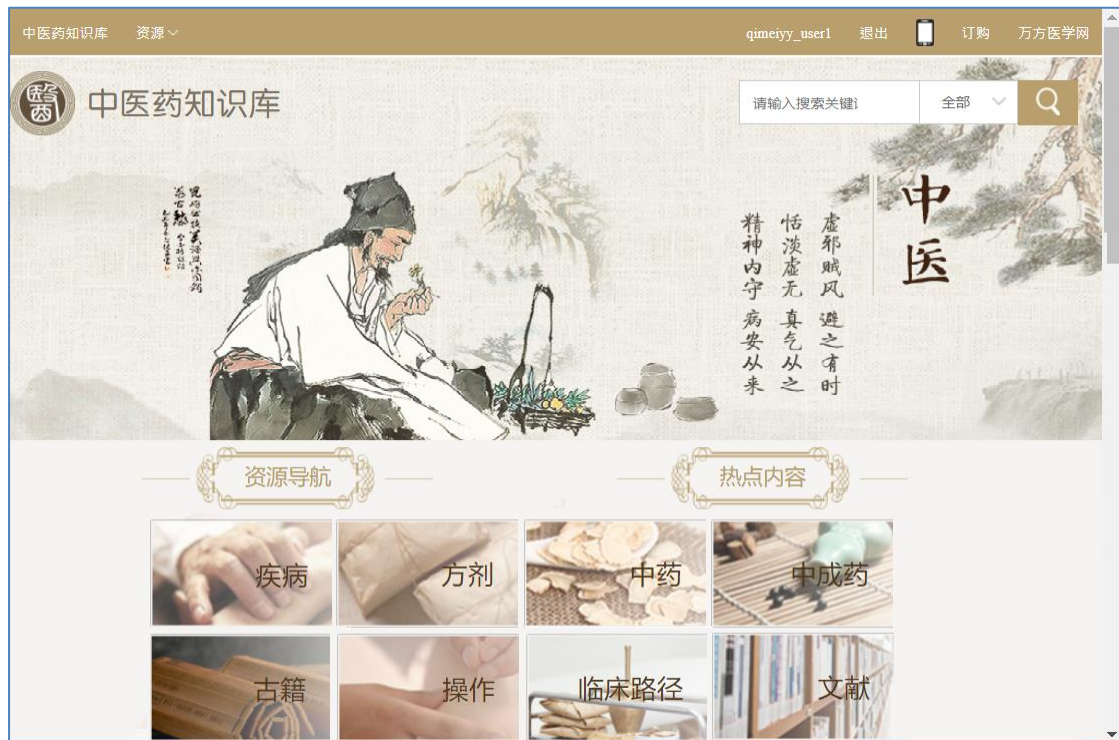 中医药知识库
资源
qimeiyy_user1
退出
订购
万方医学网
醫
中医药知识库
请输入搜索关键
全部
中医
虚邪贼风 避之有时
恬淡虚无 真气从之
精神内守 病安从来
资源导航
热点内容
疾病
方剂
中药
中成药
古籍
操作
临床路径
文献